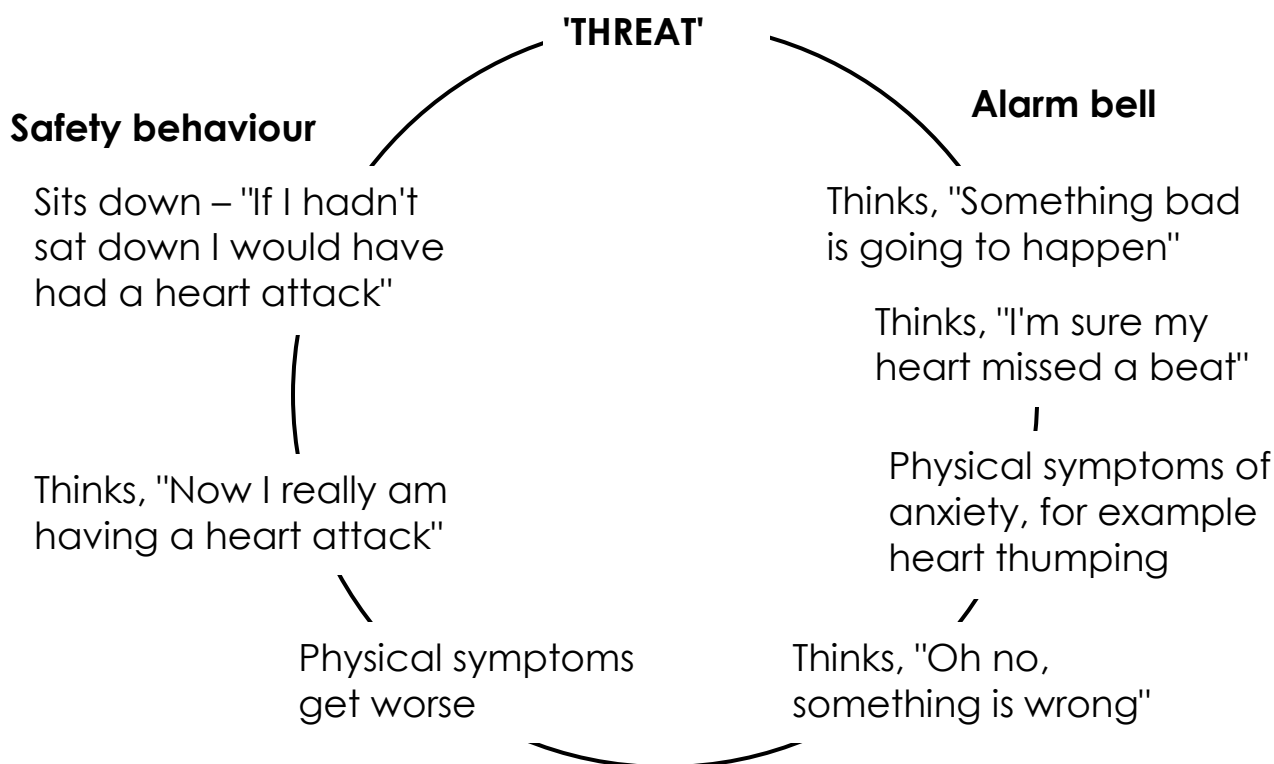 'THREAT'
Alarm bell
Thinks, "Something bad
is going to happen"
Thinks, "I'm sure my
heart missed a beat"
Physical symptoms of
anxiety, for example
heart thumping
Thinks, "Oh no,
something is wrong"
Physical symptoms
get worse
Thinks, "Now I really am
having a heart attack"
Safety behaviour
Sits down – "If I hadn't
sat down I would have
had a heart attack"